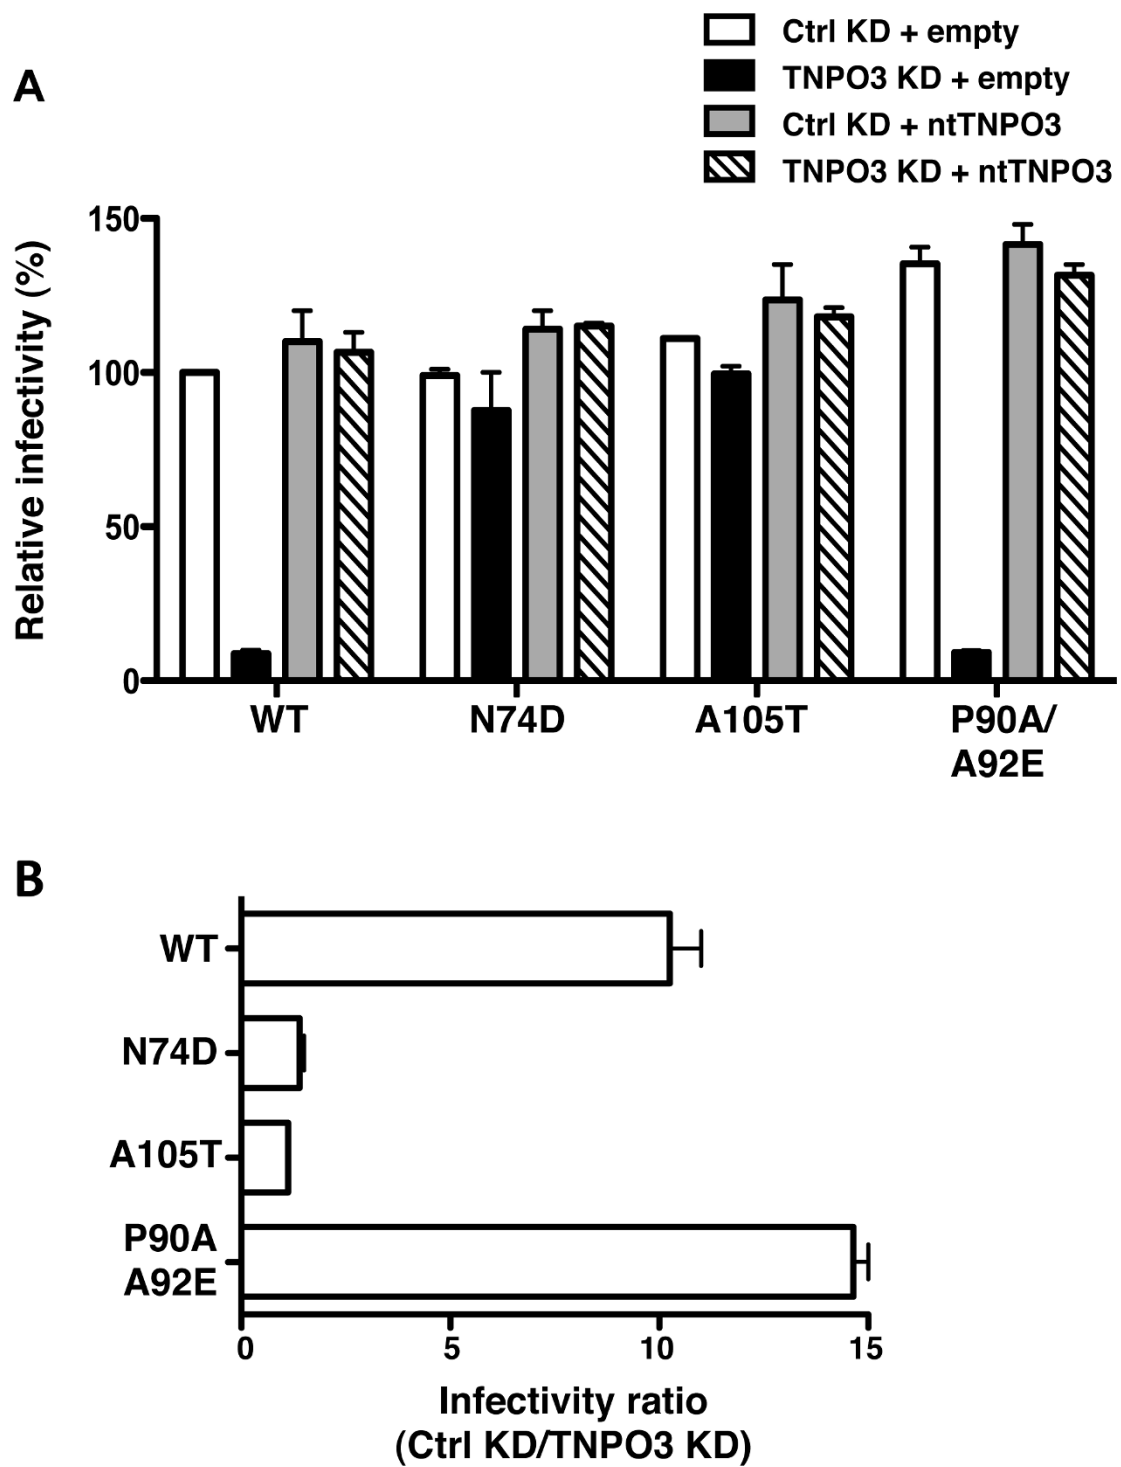 Ctrl KD + empty
TNPO3 KD + empty
Ctrl KD + ntTNPO3
TNPO3 KD + ntTNPO3
A
Relative infectivity (%)
150
100
50
0
WT
N74D
A105T
P90A/
A92E
B
WT
N74D
A105T
P90A
A92E
0
5
10
15
Infectivity ratio
(Ctrl KD/TNPO3 KD)